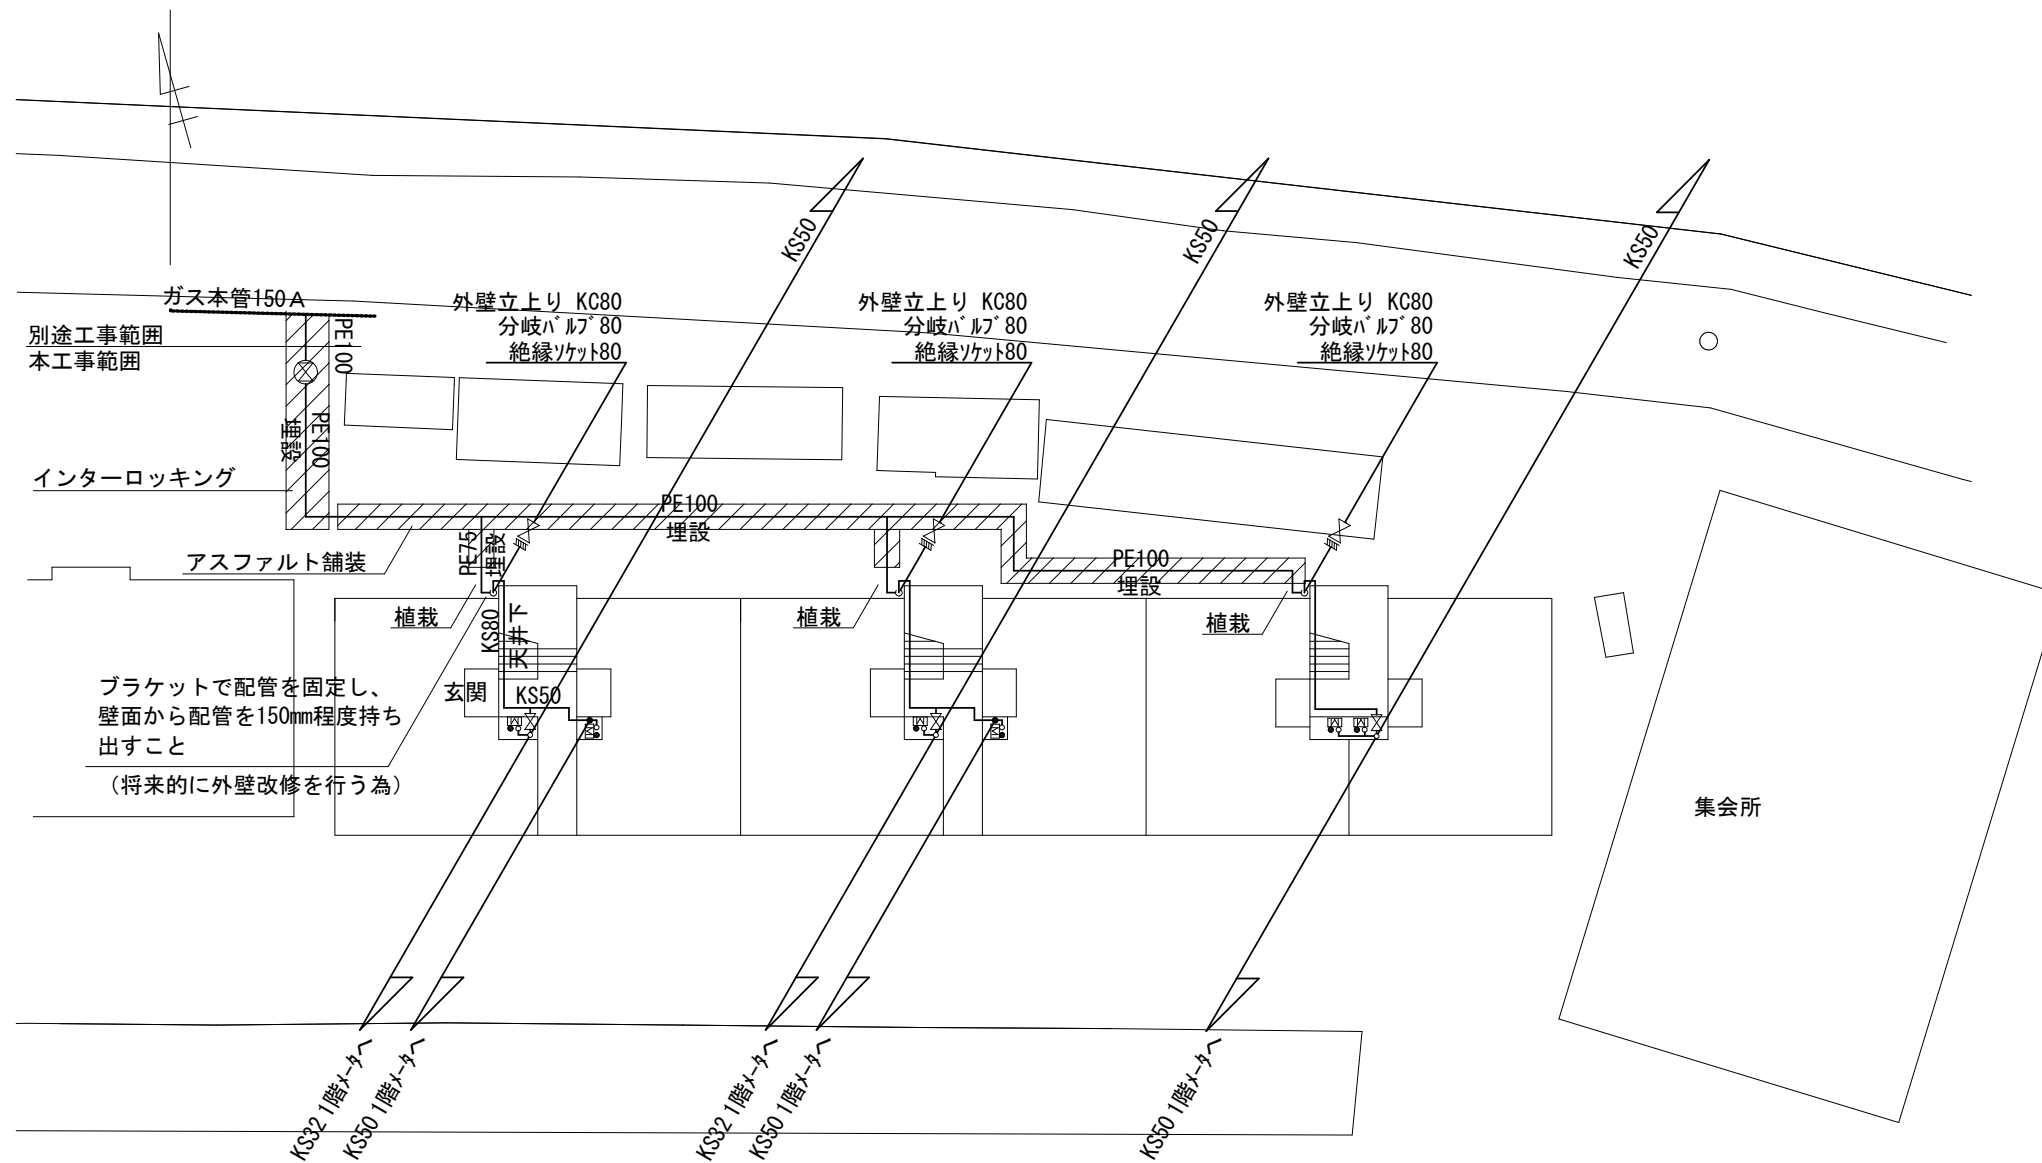 KS50
KS50
KS50
ガス本管150A
別途工事範囲
本工事範囲
PE100
外壁立上り KC80
分岐ﾊﾞﾙﾌﾞ80
絶縁ｿｹｯﾄ80
外壁立上り KC80
分岐ﾊﾞﾙﾌﾞ80
絶縁ｿｹｯﾄ80
外壁立上り KC80
分岐ﾊﾞﾙﾌﾞ80
絶縁ｿｹｯﾄ80
PE100
埋設
インターロッキング
PE100
埋設
アスファルト舗装
PE75
埋設
PE100
埋設
植栽
植栽
植栽
KS80
天井下
玄関
KS50
ブラケットで配管を固定し、
壁面から配管を150mm程度持ち
出すこと
（将来的に外壁改修を行う為）
集会所
KS32 1階ﾒｰﾀへ
KS50 1階ﾒｰﾀへ
KS32 1階ﾒｰﾀへ
KS50 1階ﾒｰﾀへ
KS50 1階ﾒｰﾀへ